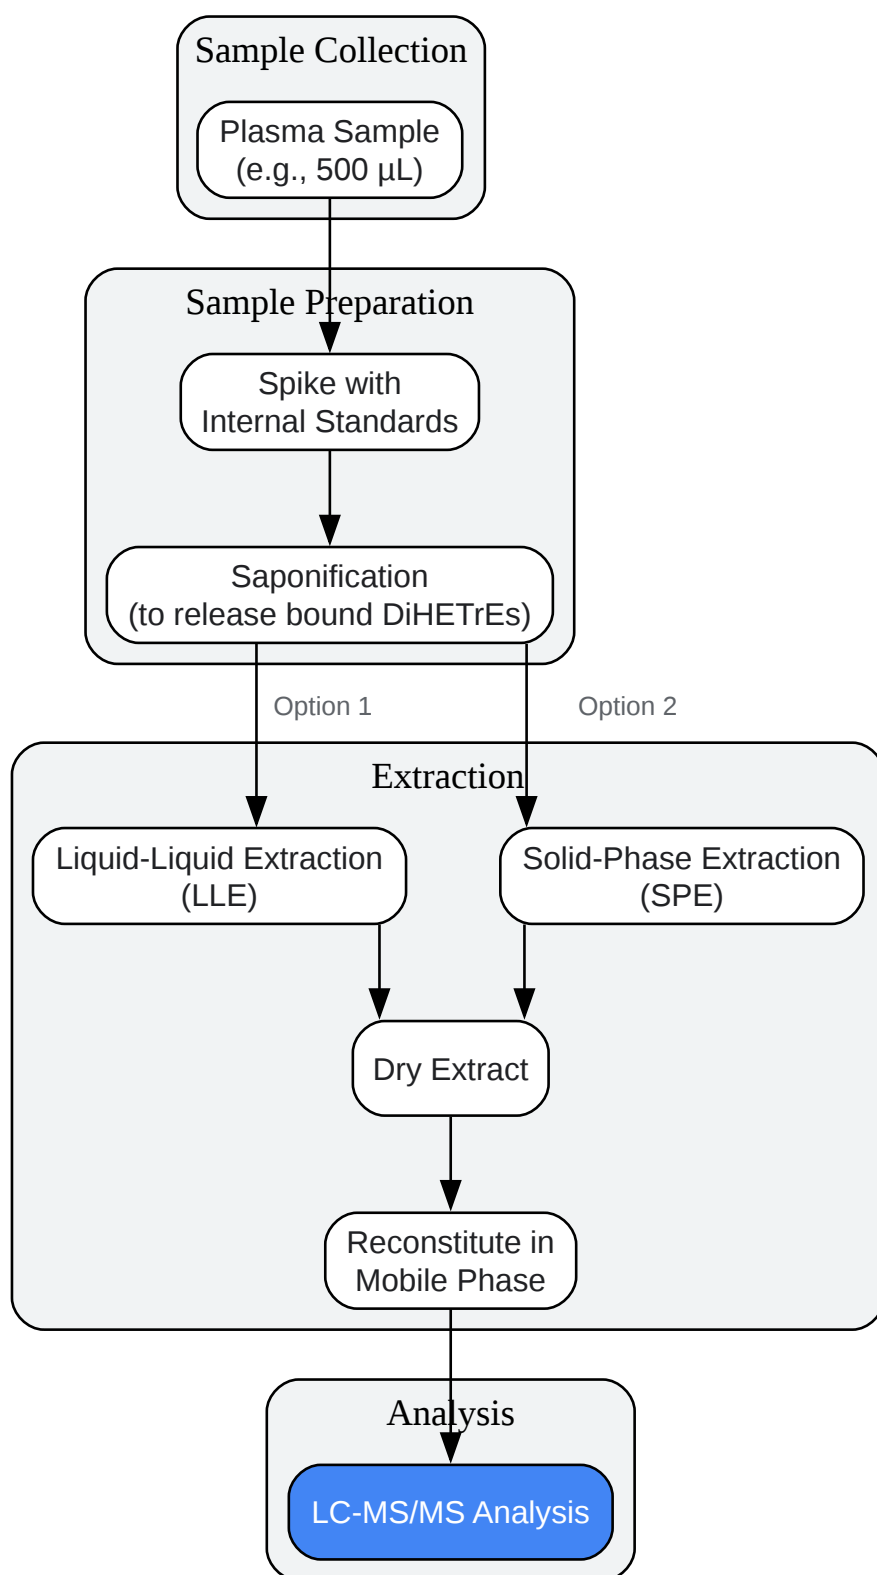 Sample Collection
Plasma Sample
(e.g., 500 µL)
Sample Preparation
Spike with
Internal Standards
Saponification
(to release bound DiHETrEs)
Option 1
Option 2
Extraction
Liquid-Liquid Extraction
(LLE)
Solid-Phase Extraction
(SPE)
Dry Extract
Reconstitute in
Mobile Phase
Analysis
LC-MS/MS Analysis